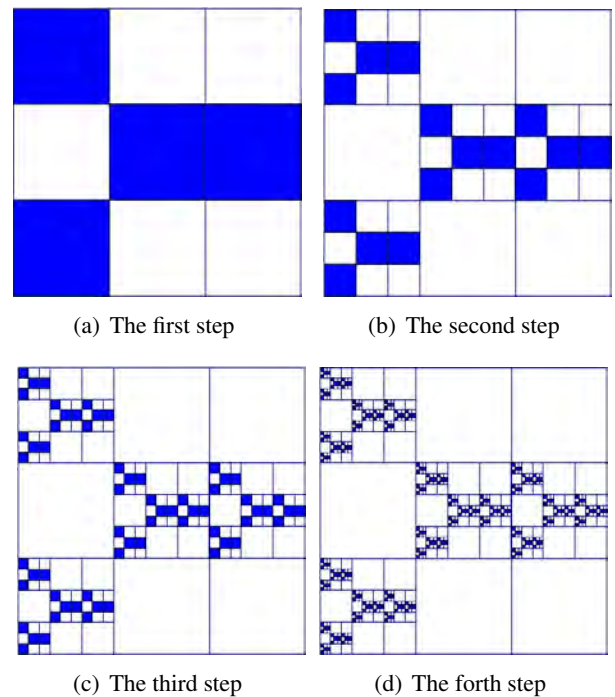 (a) The first step
(b) The second step
(c) The third step
(d) The forth step